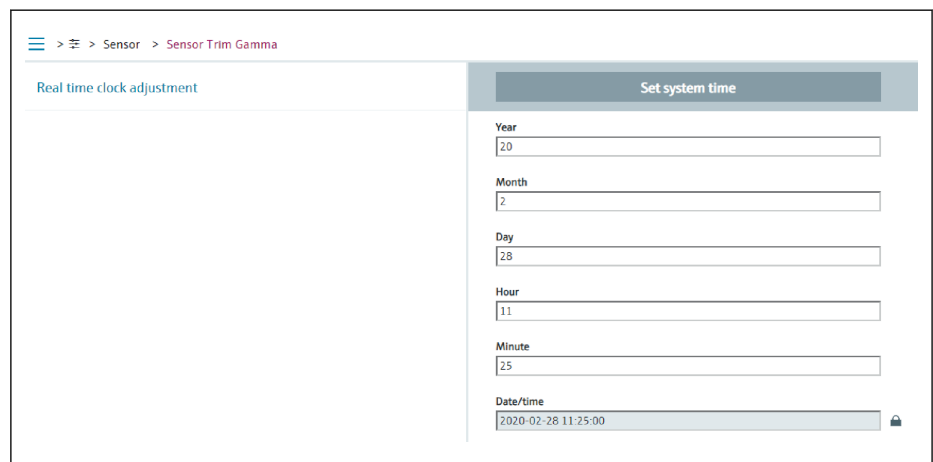 > > Sensor > Sensor Trim Gamma
Real time clock adjustment
Set system time
Year
20
Month
2
Day
28
Hour
11
Minute
25
Date/time
2020-02-28 11:25:00